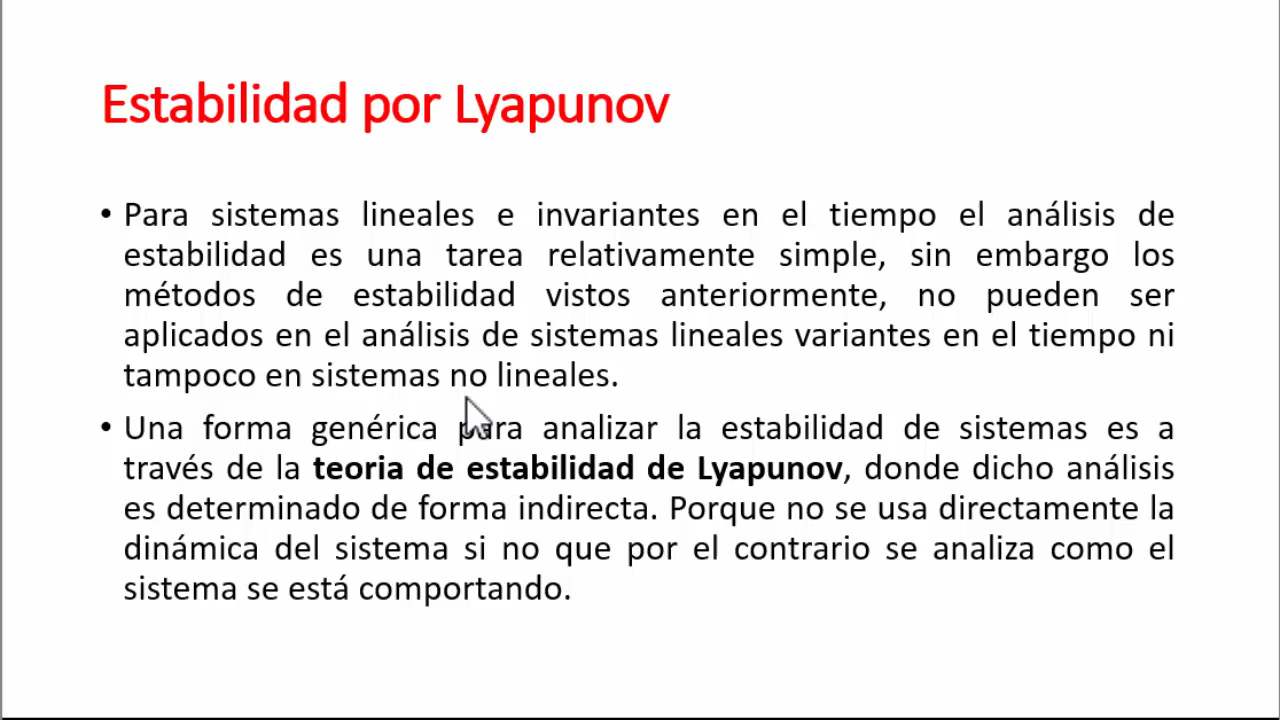 Estabilidad por Lyapunov
• Para sistemas lineales e invariantes en el tiempo el análisis de
estabilidad es una tarea relativamente simple, sin embargo los
métodos de estabilidad vistos anteriormente, no pueden ser
aplicados en el análisis de sistemas lineales variantes en el tiempo ni
tampoco en sistemas no lineales.
• Una forma genérica para analizar la estabilidad de sistemas es a
través de la teoria de estabilidad de Lyapunov, donde dicho análisis
es determinado de forma indirecta. Porque no se usa directamente la
dinámica del sistema si no que por el contrario se analiza como el
sistema se está comportando.